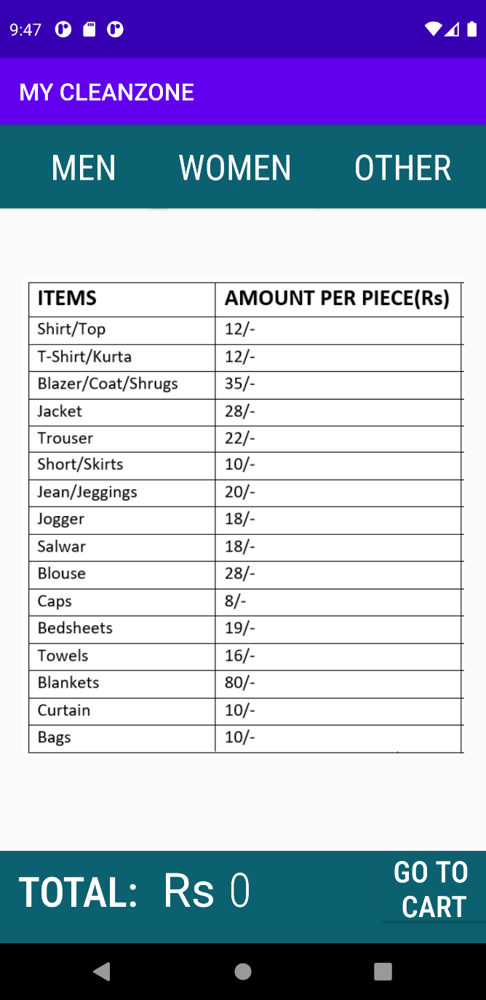 9:47
MY CLEANZONE
MEN WOMEN OTHER
ITEMS AMOUNT PER PIECE(Rs)
Shirt/Top 12/-
T-Shirt/Kurta 12/-
Blazer/Coat/Shrugs 35/-
Jacket 28/-
Trouser 22/-
Short/Skirts 10/-
Jean/Jeggings 20/-
Jogger 18/-
Salwar 18/-
Blouse 28/-
Caps 8/-
Bedsheets 19/-
Towels 16/-
Blankets 80/-
Curtain 10/-
Bags 10/-
TOTAL: Rs 0
GO TO
CART